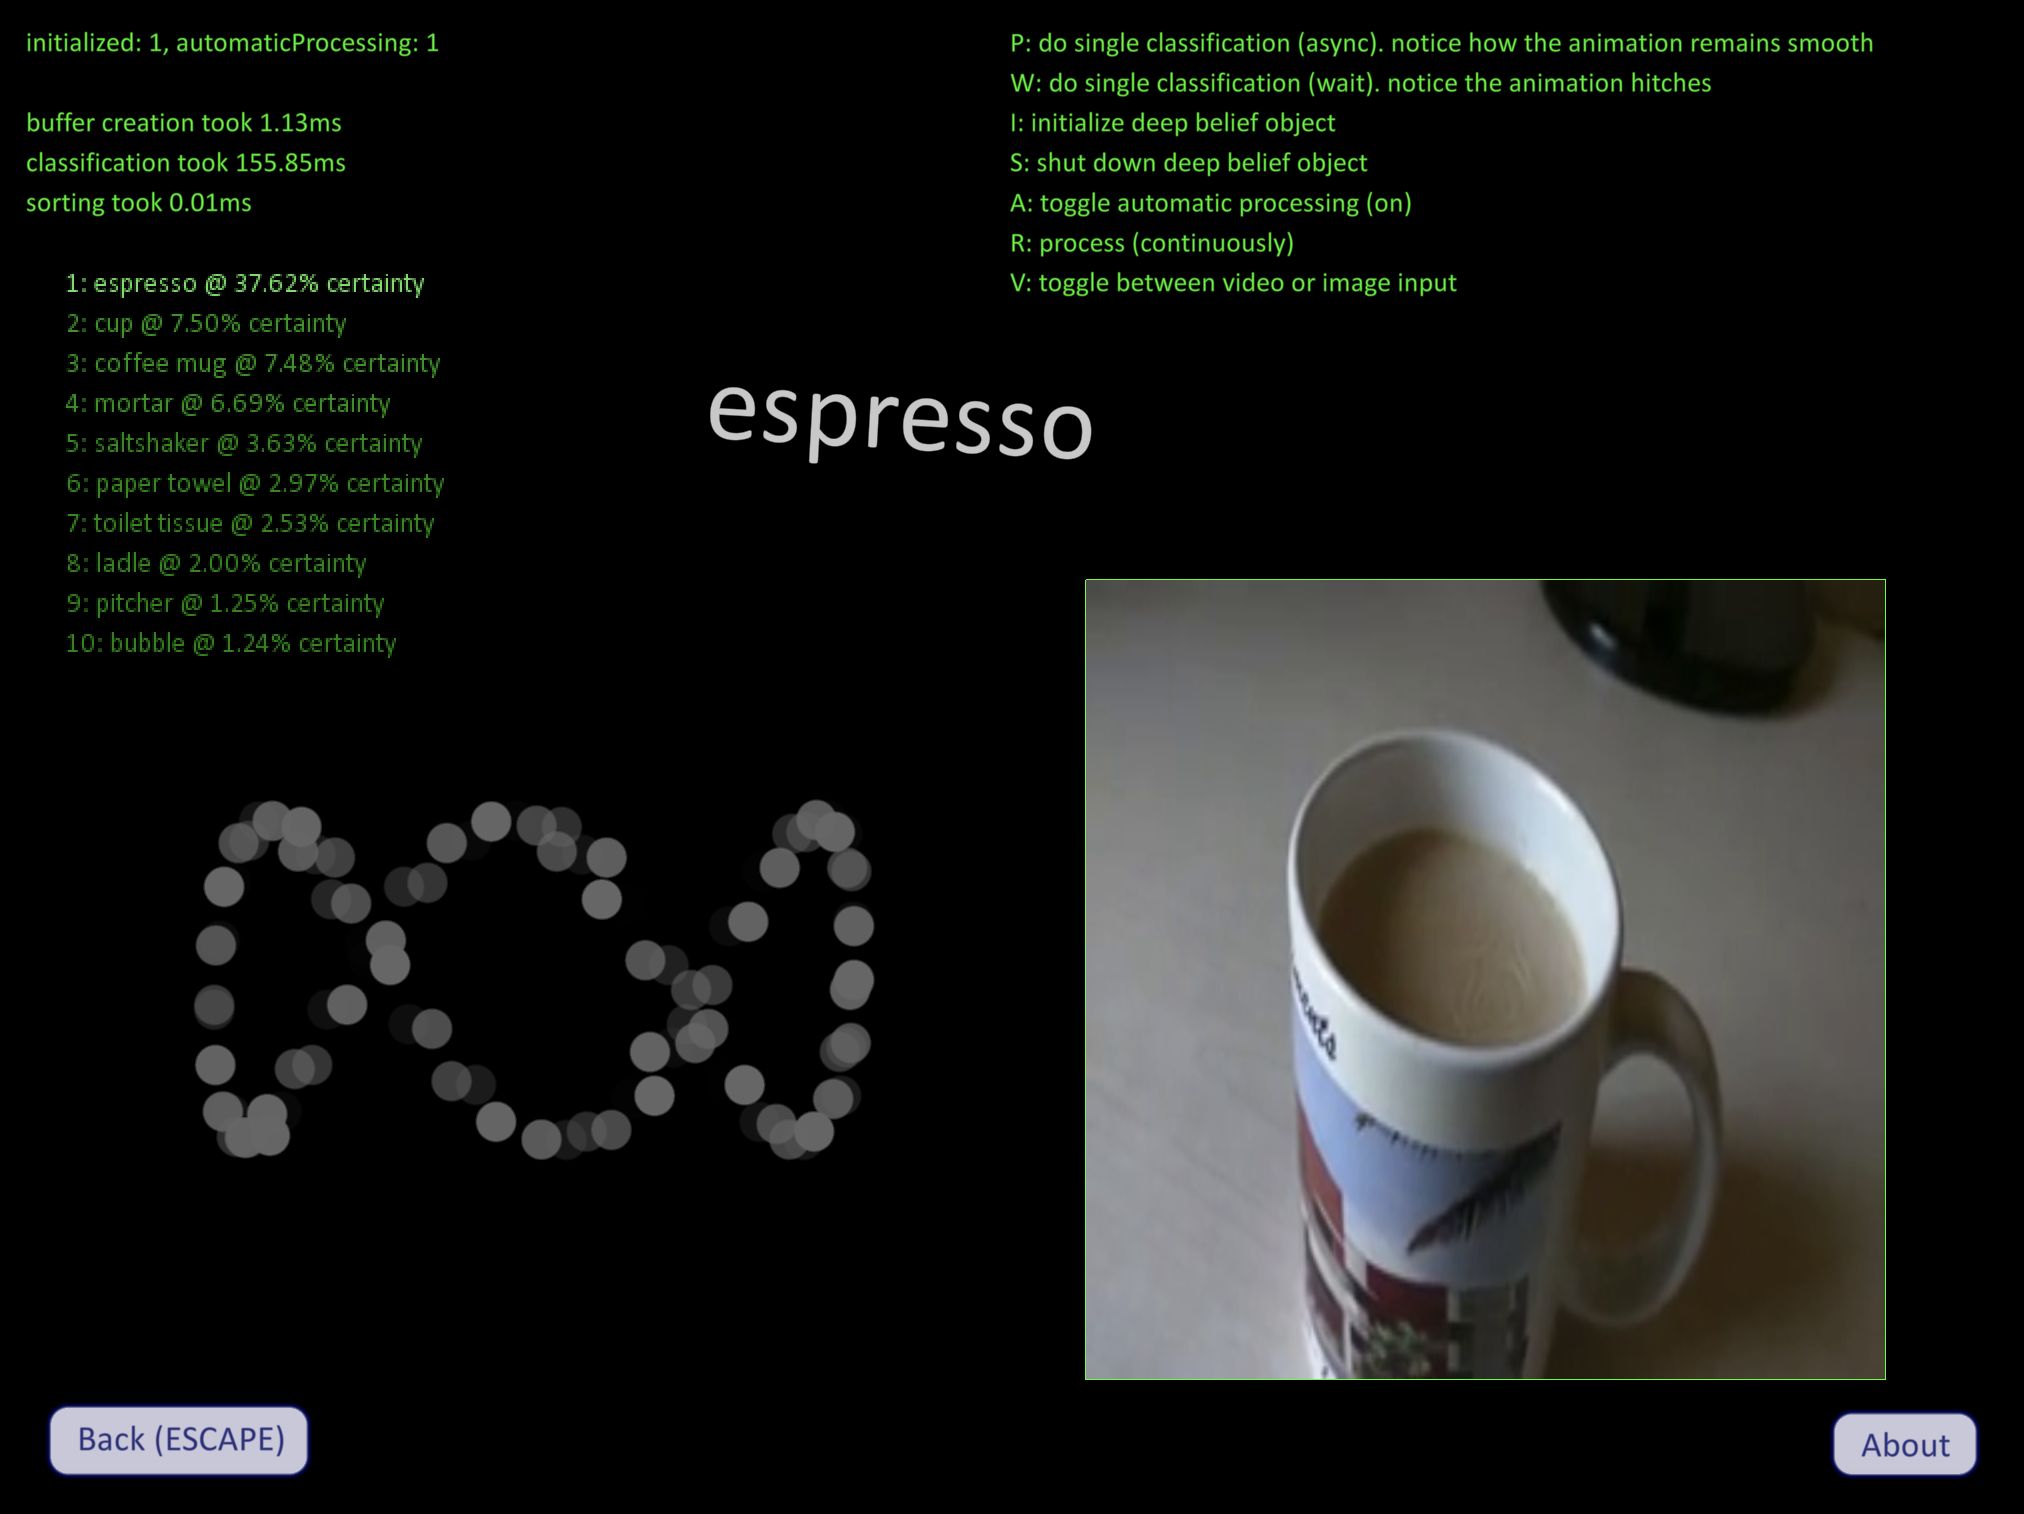 initialized: 1, automaticProcessing: 1
buffer creation took 1.13ms
classification took 155.85ms
sorting took 0.01ms
1: espresso @ 37.62% certainty
2: cup @ 7.50% certainty
3: coffee mug @ 7.48% certainty
4: mortar @ 6.69% certainty
5: saltshaker @ 3.63% certainty
6: paper towel @ 2.97% certainty
7: toilet tissue @ 2.53% certainty
8: ladle @ 2.00% certainty
9: pitcher @ 1.25% certainty
10: bubble @ 1.24% certainty
P: do single classification (async). notice how the animation remains smooth
W: do single classification (wait). notice the animation hitches
I: initialize deep belief object
S: shut down deep belief object
A: toggle automatic processing (on)
R: process (continuously)
V: toggle between video or image input
espresso
Back (ESCAPE)
About